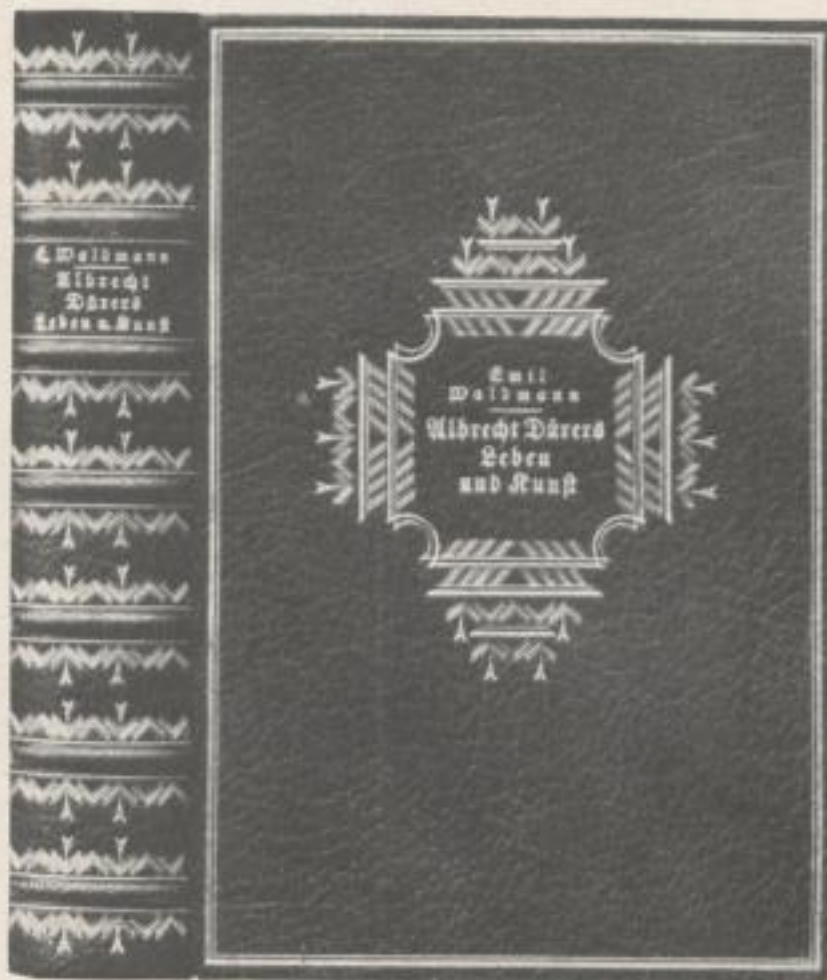 E. Waldmann
Albrecht
Dürers
Leben u. Kunst
Emil
Waldmann
Albrecht Dürers
Leben
und Kunst